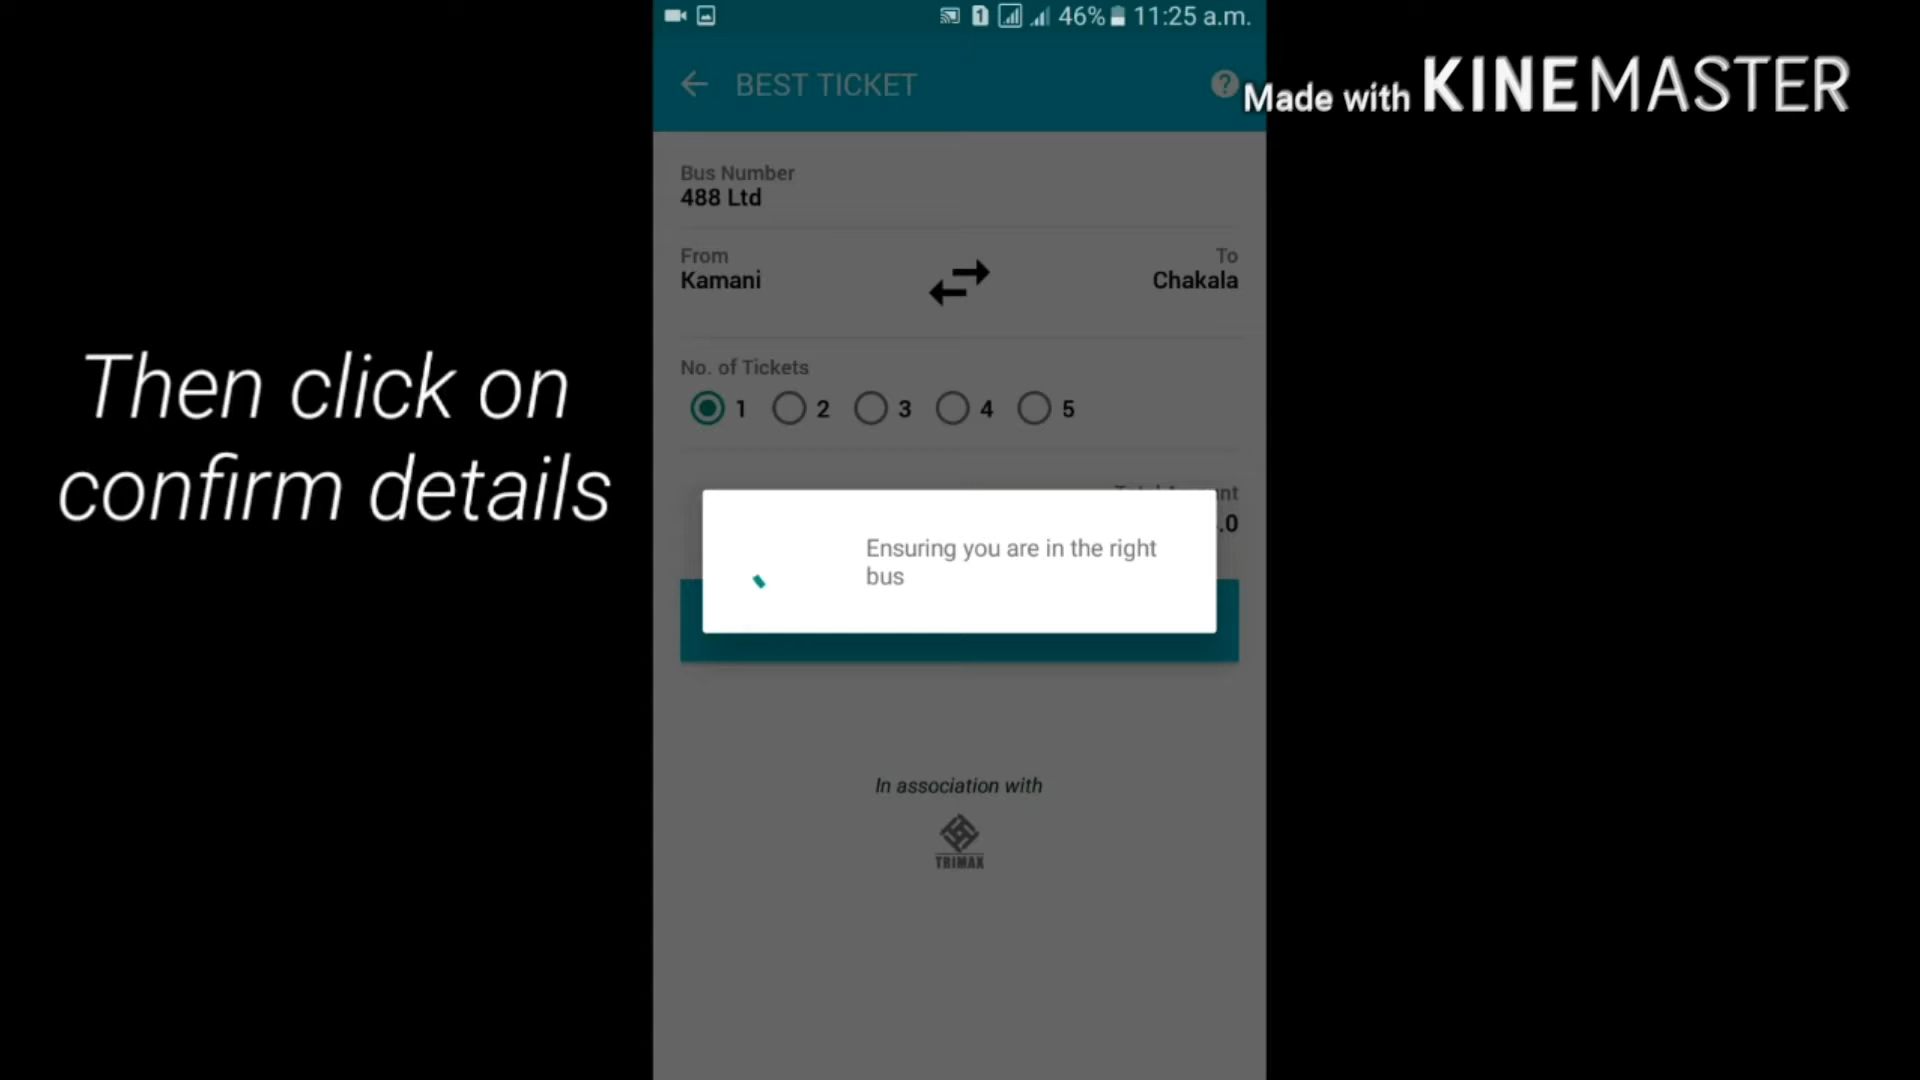 46% 11:25 a.m.
BEST TICKET
?
Made with KINEMASTER
Bus Number
488 Ltd
From
To
Kamani
Chakala
No. of Tickets
1 2 3 4 5
Then click on
confirm details
.0
Ensuring you are in the right
bus
In association with
TRIMAX